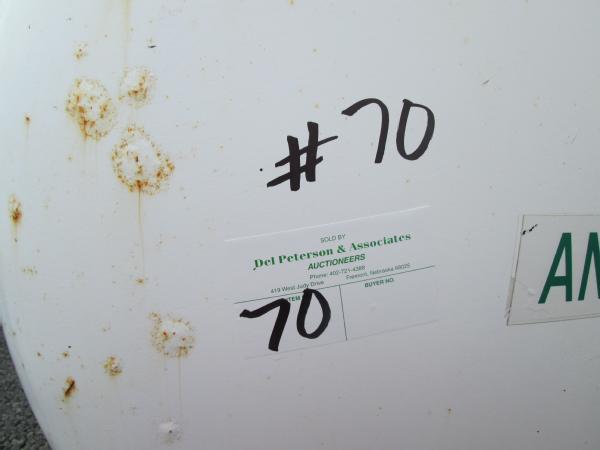 #70
SOLD BY
Del Peterson & Associates
AUCTIONEERS
Phone: 402-721-4388
419 West Judy Drive Fremont, Nebraska 68025
ITEM BUYER NO.
70
AN